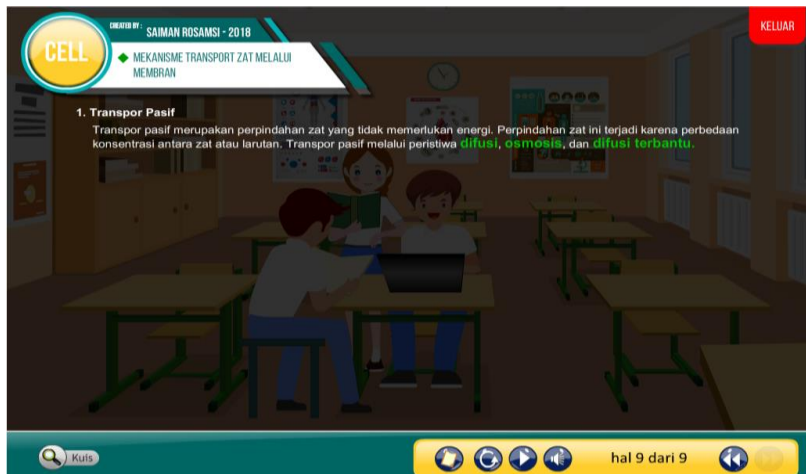 CREATED BY :
SAIMAN ROSAMSI - 2018
KELUAR
CELL
MEKANISME TRANSPORT ZAT MELALUI
MEMBRAN
1. Transpor Pasif
Transpor pasif merupakan perpindahan zat yang tidak memerlukan energi. Perpindahan zat ini terjadi karena perbedaan
konsentrasi antara zat atau larutan. Transpor pasif melalui peristiwa difusi, osmosis, dan difusi terbantu.
Kuis
hal 9 dari 9